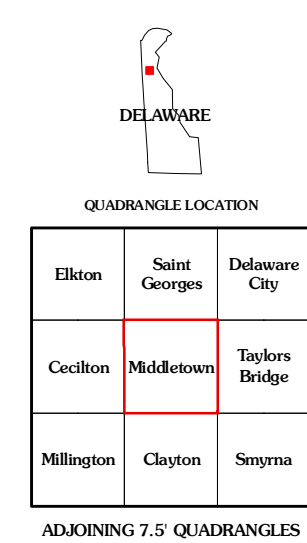 DELAWARE
QUADRANGLE LOCATION
Elkton
Saint
Georges
Delaware
City
Cecilton
Middletown
Taylors
Bridge
Millington
Clayton
Smyrna
ADJOINING 7.5' QUADRANGLES